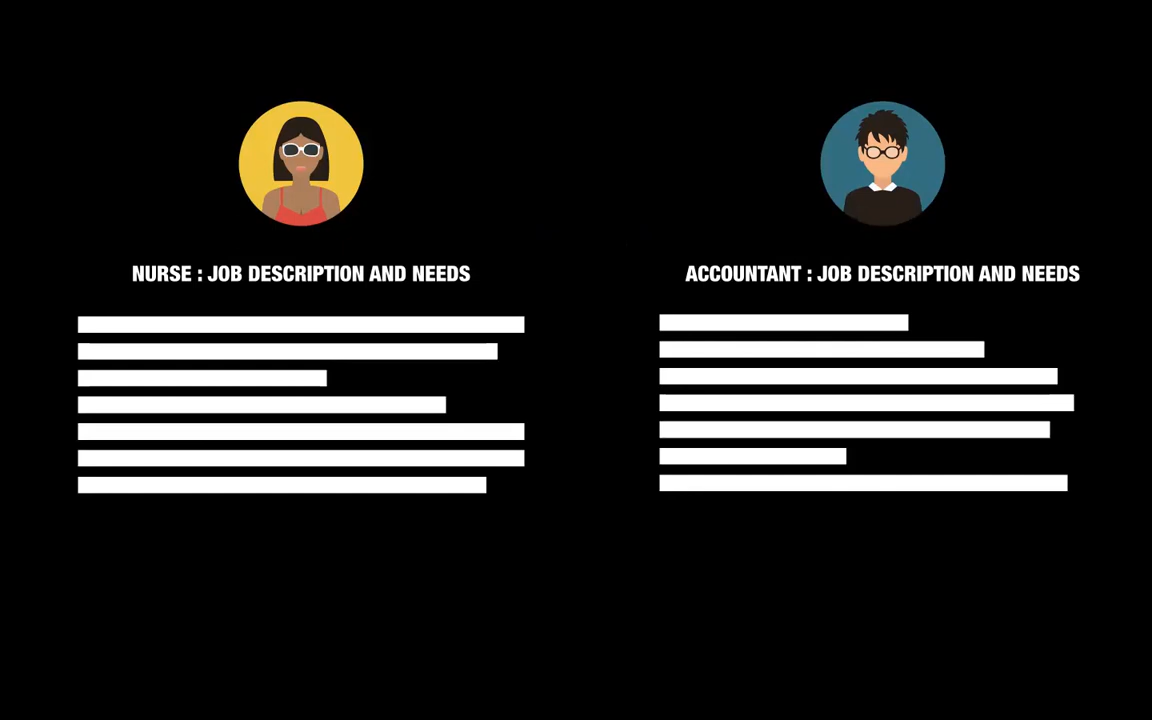 NURSE : JOB DESCRIPTION AND NEEDS
ACCOUNTANT : JOB DESCRIPTION AND NEEDS